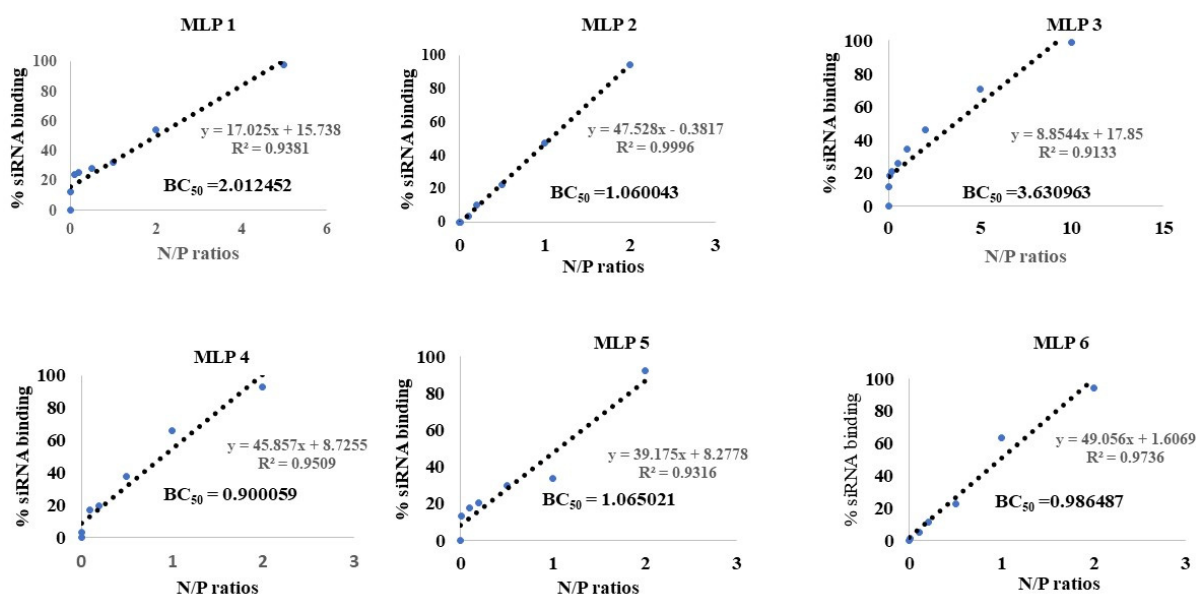 MLP 1
% siRNA binding
100
80
60
40
20
0
y = 17.025x + 15.738
R² = 0.9381
BC₅₀ = 2.012452
0 2 4 6
N/P ratios
MLP 2
% siRNA binding
100
80
60
40
20
0
y = 47.528x - 0.3817
R² = 0.9996
BC₅₀ = 1.060043
0 1 2 3
N/P ratios
MLP 3
% siRNA binding
100
80
60
40
20
0
y = 8.8544x + 17.85
R² = 0.9133
BC₅₀ =3.630963
0 5 10 15
N/P ratios
MLP 4
% siRNA binding
100
80
60
40
20
0
y = 45.857x + 8.7255
R² = 0.9509
BC₅₀ = 0.900059
0 1 2 3
N/P ratios
MLP 5
% siRNA binding
100
80
60
40
20
0
y = 39.175x + 8.2778
R² = 0.9316
BC₅₀ = 1.065021
0 1 2 3
N/P ratios
MLP 6
% siRNA binding
100
80
60
40
20
0
y = 49.056x + 1.6069
R² = 0.9736
BC₅₀ =0.986487
0 1 2 3
N/P ratios